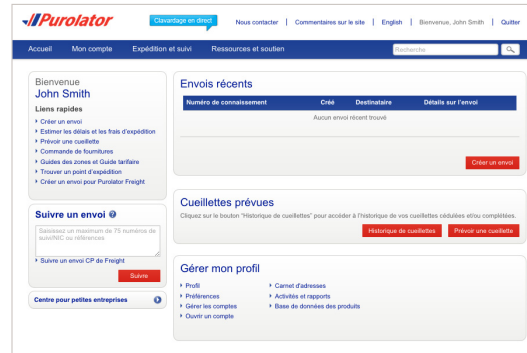 Purolator
Clavardage en direct
Nous contacter | Commentaires sur le site | English | Bienvenue, John Smith | Quitter
Accueil Mon compte Expédition et suivi Ressources et soutien
Recherche
Bienvenue
John Smith
Liens rapides
Créer un envoi
Estimer les délais et les frais d'expédition
Prévoir une cueillette
Commande de fournitures
Guides des zones et Guide tarifaire
Trouver un point d'expédition
Créer un envoi pour Purolator Freight
Suivre un envoi ?
Saisissez un maximum de 75 numéros de
suivi/NIC ou références
Suivre un envoi CP de Freight
Suivre
Centre pour petites entreprises
Envois récents
Numéro de connaissement Créé Destinataire Détails sur l'envoi
Aucun envoi récent trouvé
Créer un envoi
Cueillettes prévues
Cliquez sur le bouton "Historique de cueillettes" pour accéder à l'historique de vos cueillettes cédulées et/ou complétées.
Historique de cueillettes Prévoir une cueillette
Gérer mon profil
Profil
Préférences
Gérer les comptes
Ouvrir un compte
Carnet d'adresses
Activités et rapports
Base de données des produits